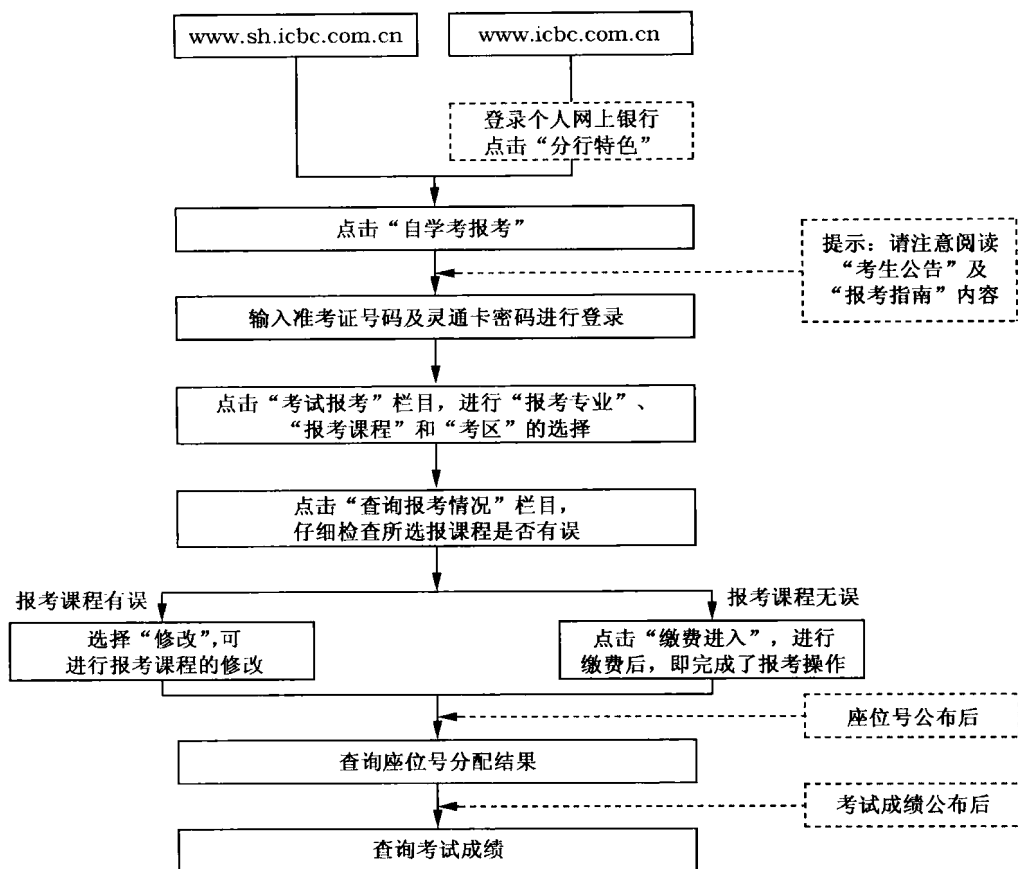 www.sh.icbc.com.cn
www.icbc.com.cn
登录个人网上银行
点击“分行特色”
点击“自学考报考”
提示：请注意阅读
“考生公告”及
“报考指南”内容
输入准考证号码及灵通卡密码进行登录
点击“考试报考”栏目，进行“报考专业”、
“报考课程”和“考区”的选择
点击“查询报考情况”栏目，
仔细检查所选报课程是否有误
报考课程有误
报考课程无误
选择“修改”,可
进行报考课程的修改
点击“缴费进入”，进行
缴费后，即完成了报考操作
座位号公布后
查询座位号分配结果
考试成绩公布后
查询考试成绩